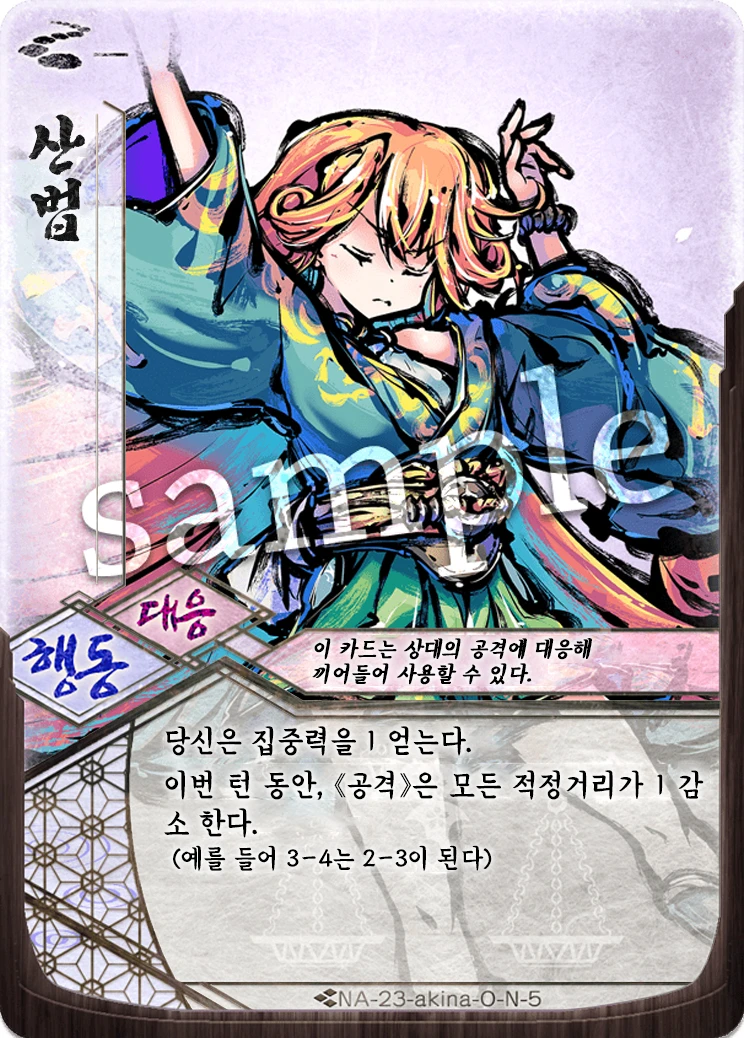 산법
sample
대응
행동
이 카드는 상대의 공격에 대응해
끼어들어 사용할 수 있다.
당신은 집중력을 1 얻는다.
이번 턴 동안, 《공격》은 모든 적정거리가 1 감
소 한다.
(예를 들어 3-4는 2-3이 된다)
NA-23-akina-O-N-5